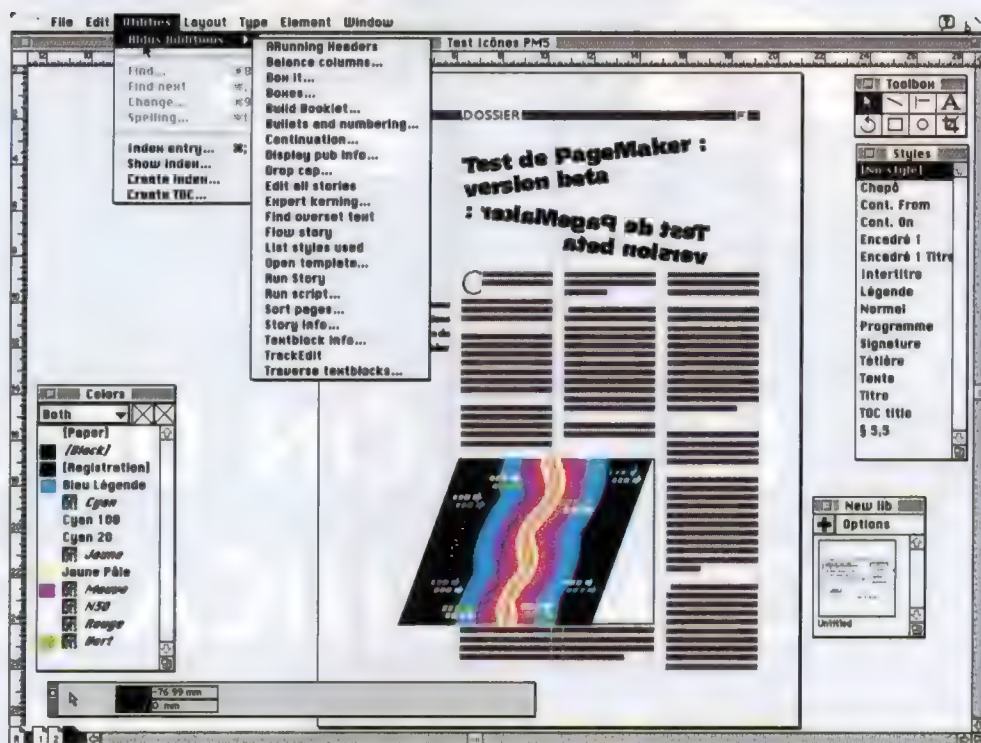 File Edit Utilities Layout Type Element Window
Test Icônes PM5
Aldus Additions
Find... ⌘8
Find next
Change... ⌘9
Spelling...
Index entry... ⌘;
Show index...
Create index...
Create TOC...
ARunning Headers
Balance columns...
Box it...
Boxes...
Build Booklet...
Bullets and numbering...
Continuation...
Display pub info...
Drop cap...
Edit all stories
Expert kerning...
Find overset text
Flow story
List styles used
Open template...
Run Story
Run script...
Sort pages...
Story info...
Textblock info...
TrackEdit
Traverse textblocks...
DOSSIER
Test de PageMaker :
version beta
Test de PageMaker :
version beta
C
Toolbox
A
Styles
[No style]
Chapô
Cont. From
Cont. On
Encadré 1
Encadré 1 Titre
Intertitre
Légende
Normal
Programme
Signature
Têtière
Texte
Titre
TOC title
§ 5,5
Colors
Both
[Paper]
[Black]
[Registration]
Bleu Légende
Cyan
Cyan 100
Cyan 20
Jaune
Jaune Pâle
Mauve
N50
Rouge
Vert
New lib
Options
Untitled
-76 99 mm
0 mm
1 2